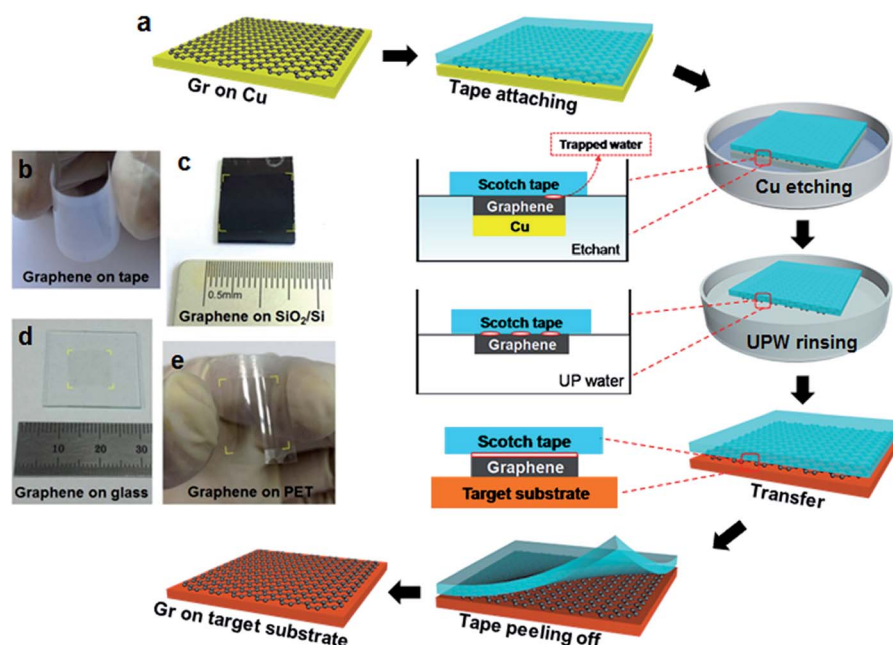 a
Gr on Cu
Tape attaching
Cu etching
Trapped water
Scotch tape
Graphene
Cu
Etchant
b
Graphene on tape
c
0.5mm
Graphene on SiO₂/Si
UPW rinsing
Scotch tape
Graphene
UP water
d
10 20 30
Graphene on glass
e
Graphene on PET
Scotch tape
Graphene
Target substrate
Transfer
Tape peeling off
Gr on target substrate